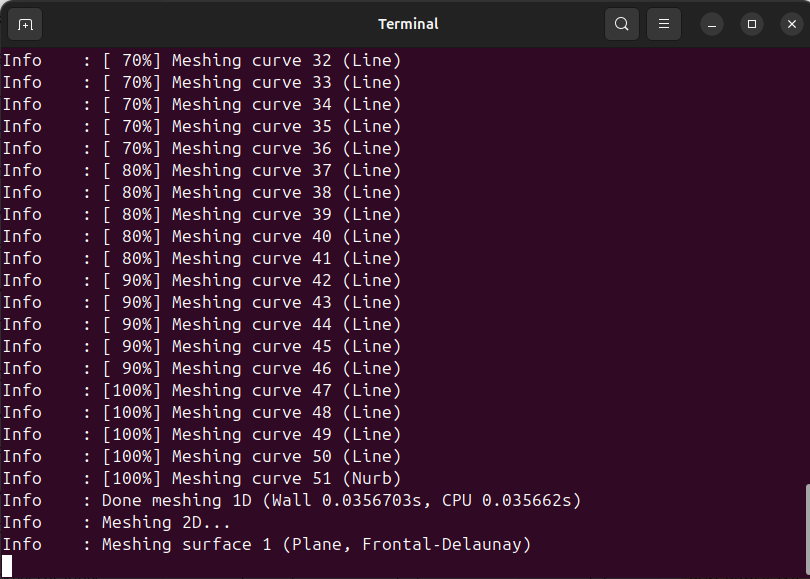 Terminal
Info    : [ 70%] Meshing curve 32 (Line)
Info    : [ 70%] Meshing curve 33 (Line)
Info    : [ 70%] Meshing curve 34 (Line)
Info    : [ 70%] Meshing curve 35 (Line)
Info    : [ 70%] Meshing curve 36 (Line)
Info    : [ 80%] Meshing curve 37 (Line)
Info    : [ 80%] Meshing curve 38 (Line)
Info    : [ 80%] Meshing curve 39 (Line)
Info    : [ 80%] Meshing curve 40 (Line)
Info    : [ 80%] Meshing curve 41 (Line)
Info    : [ 90%] Meshing curve 42 (Line)
Info    : [ 90%] Meshing curve 43 (Line)
Info    : [ 90%] Meshing curve 44 (Line)
Info    : [ 90%] Meshing curve 45 (Line)
Info    : [ 90%] Meshing curve 46 (Line)
Info    : [100%] Meshing curve 47 (Line)
Info    : [100%] Meshing curve 48 (Line)
Info    : [100%] Meshing curve 49 (Line)
Info    : [100%] Meshing curve 50 (Line)
Info    : [100%] Meshing curve 51 (Nurb)
Info    : Done meshing 1D (Wall 0.0356703s, CPU 0.035662s)
Info    : Meshing 2D...
Info    : Meshing surface 1 (Plane, Frontal-Delaunay)